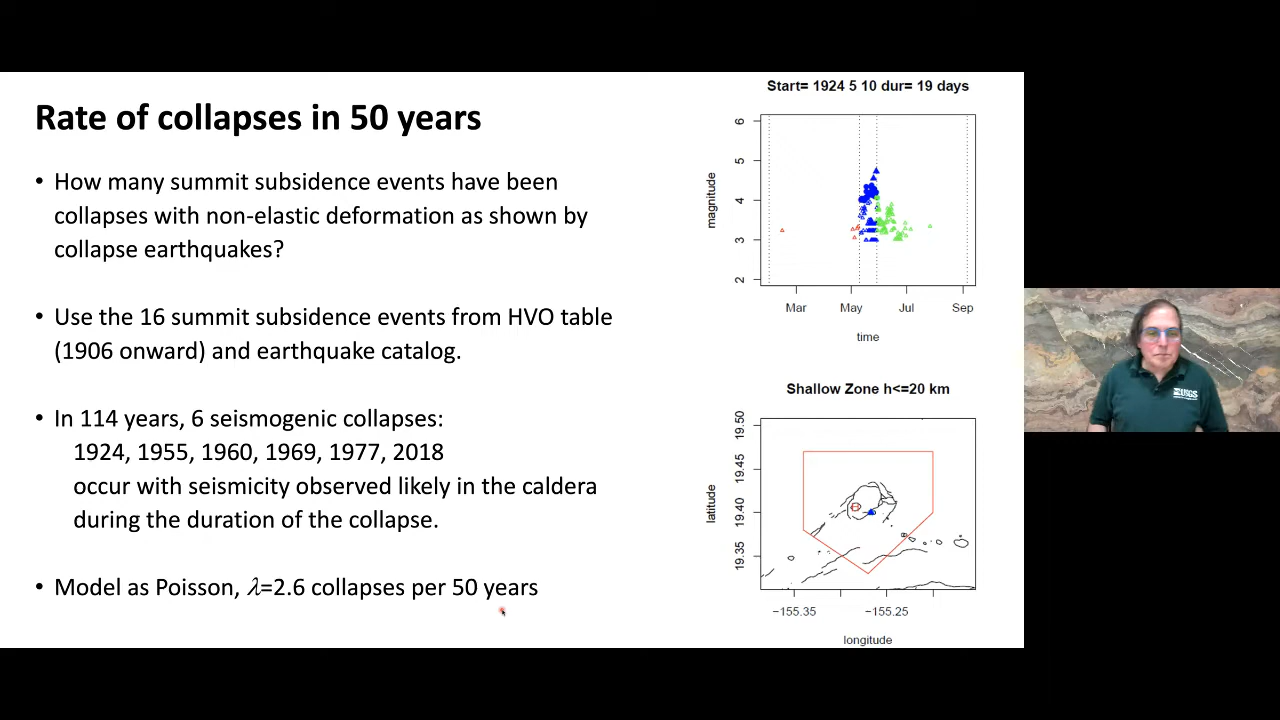 Rate of collapses in 50 years
• How many summit subsidence events have been
collapses with non-elastic deformation as shown by
collapse earthquakes?
• Use the 16 summit subsidence events from HVO table
(1906 onward) and earthquake catalog.
• In 114 years, 6 seismogenic collapses:
1924, 1955, 1960, 1969, 1977, 2018
occur with seismicity observed likely in the caldera
during the duration of the collapse.
• Model as Poisson, λ=2.6 collapses per 50 years
Start= 1924 5 10 dur= 19 days
magnitude
6
5
4
3
2
Mar May Jul Sep
time
Shallow Zone h<=20 km
latitude
19.50
19.45
19.40
19.35
−155.35 −155.25
longitude
USGS